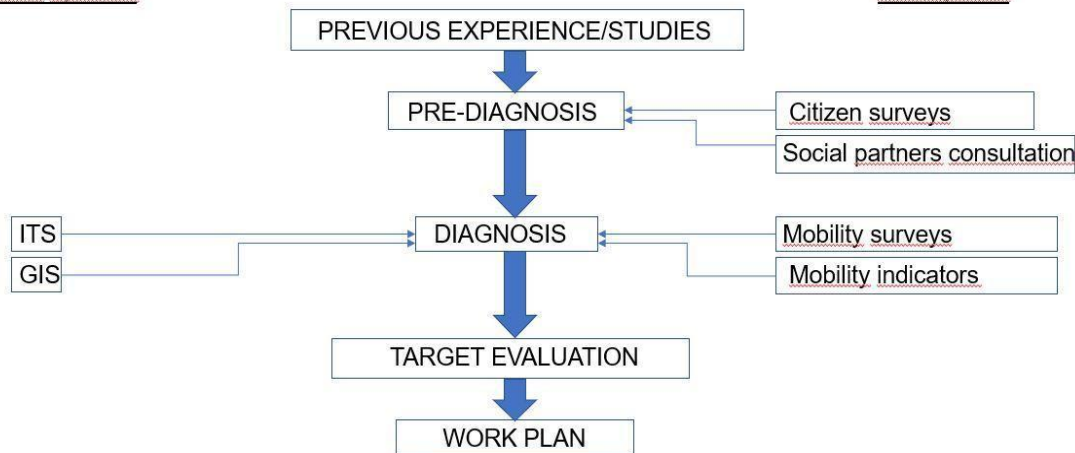 PREVIOUS EXPERIENCE/STUDIES
PRE-DIAGNOSIS
Citizen surveys
Social partners consultation
ITS
DIAGNOSIS
Mobility surveys
GIS
Mobility indicators
TARGET EVALUATION
WORK PLAN